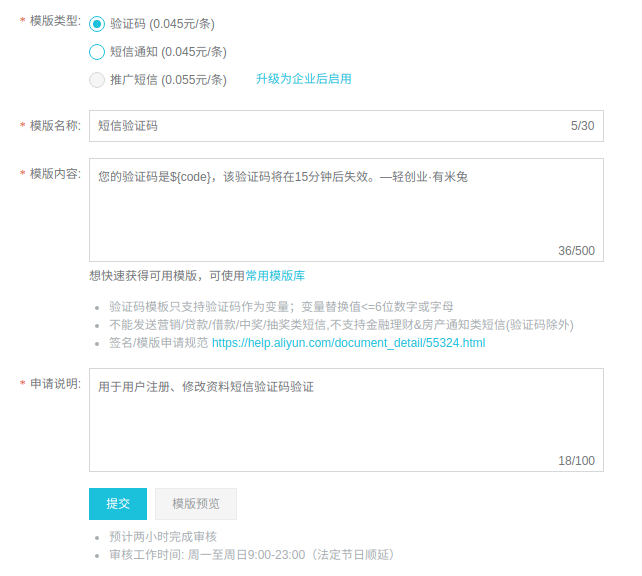 * 模版类型: 验证码 (0.045元/条)
短信通知 (0.045元/条)
推广短信 (0.055元/条) 升级为企业后启用
* 模版名称: 短信验证码 5/30
* 模版内容: 您的验证码是${code}，该验证码将在15分钟后失效。—轻创业·有米兔
36/500
想快速获得可用模版，可使用常用模版库
• 验证码模板只支持验证码作为变量；变量替换值<=6位数字或字母
• 不能发送营销/贷款/借款/中奖/抽奖类短信,不支持金融理财&房产通知类短信(验证码除外)
• 签名/模版申请规范 https://help.aliyun.com/document_detail/55324.html
* 申请说明: 用于用户注册、修改资料短信验证码验证
18/100
提交 模版预览
• 预计两小时完成审核
• 审核工作时间: 周一至周日9:00-23:00（法定节日顺延）